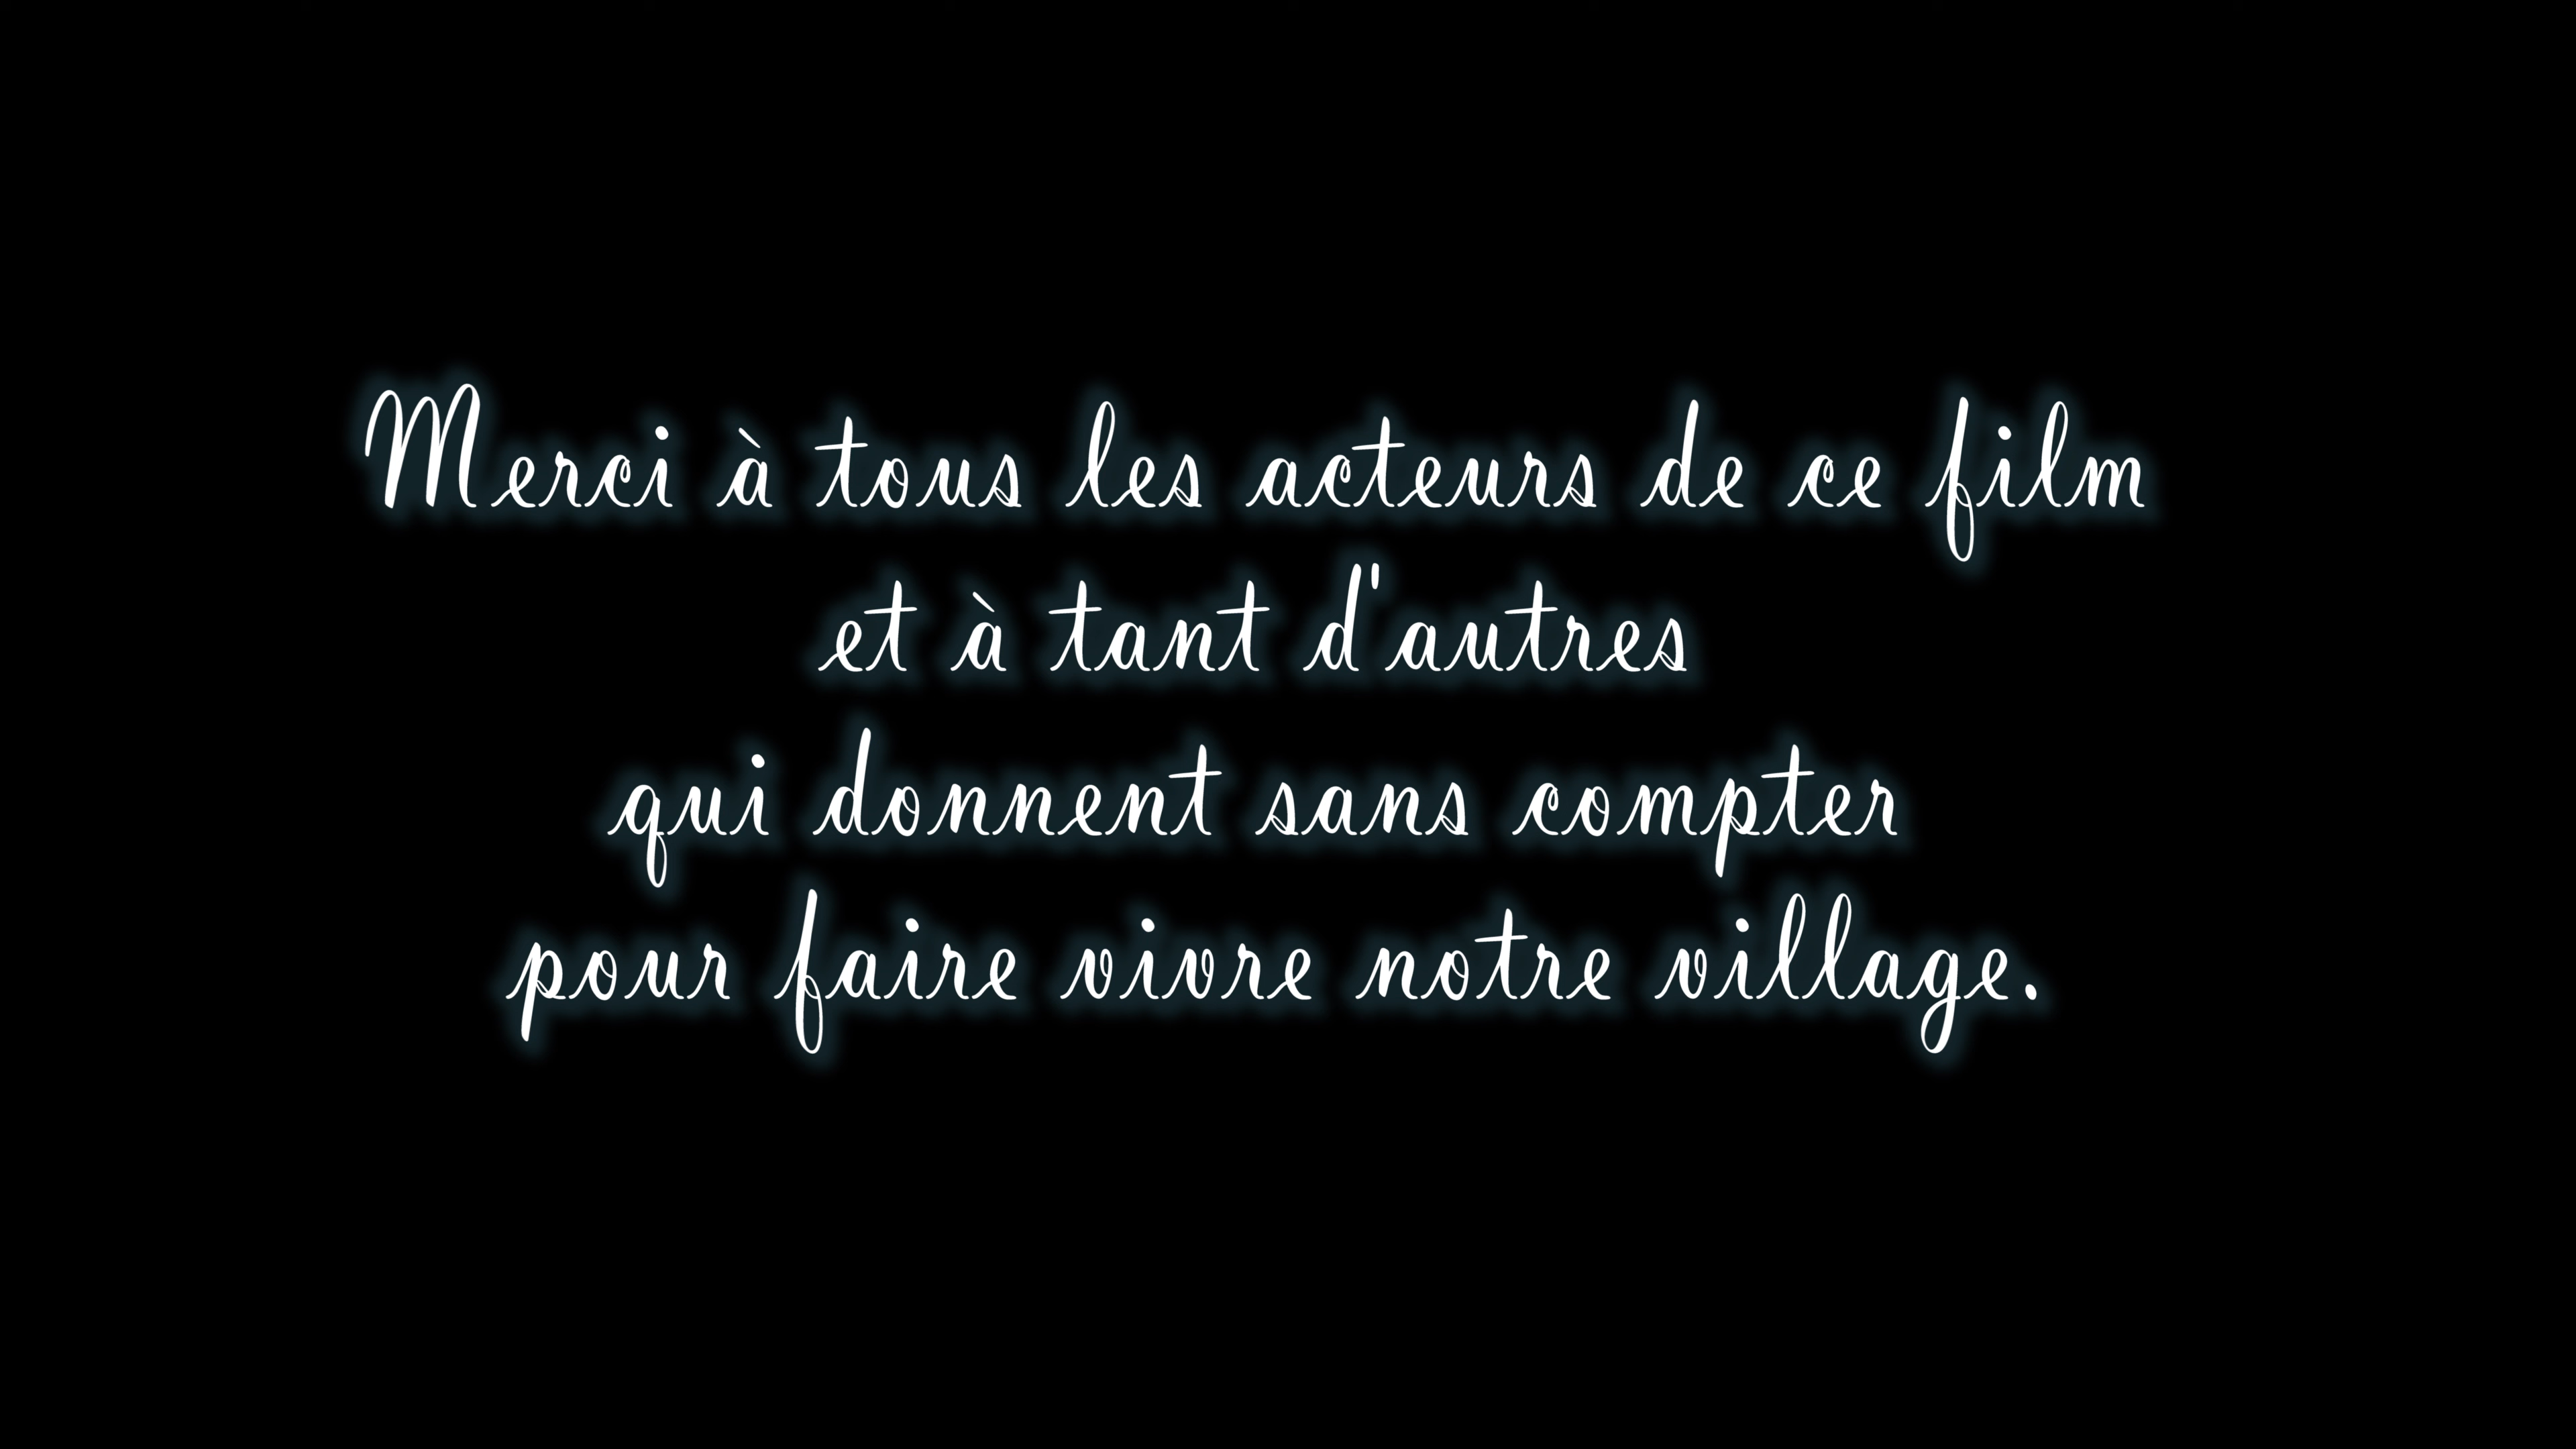 Merci à tous les acteurs de ce film
et à tant d'autres
qui donnent sans compter
pour faire vivre notre village.